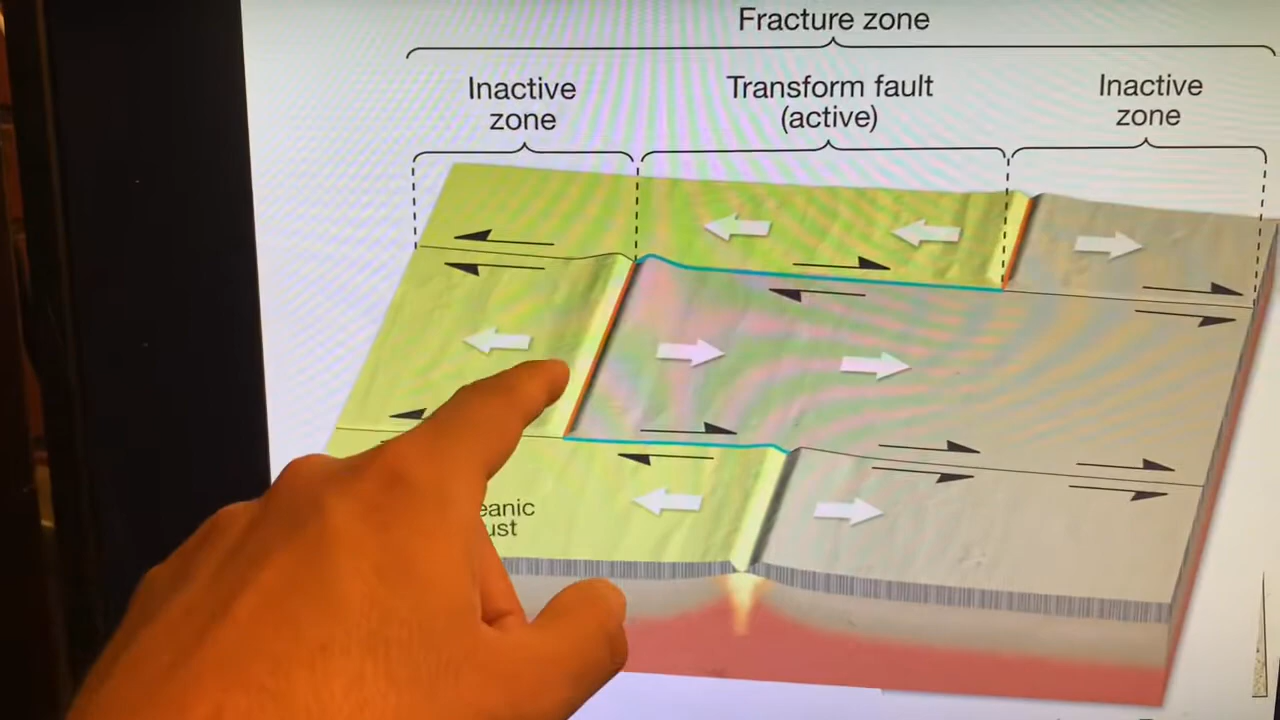 Fracture zone
Inactive
zone
Transform fault
(active)
Inactive
zone